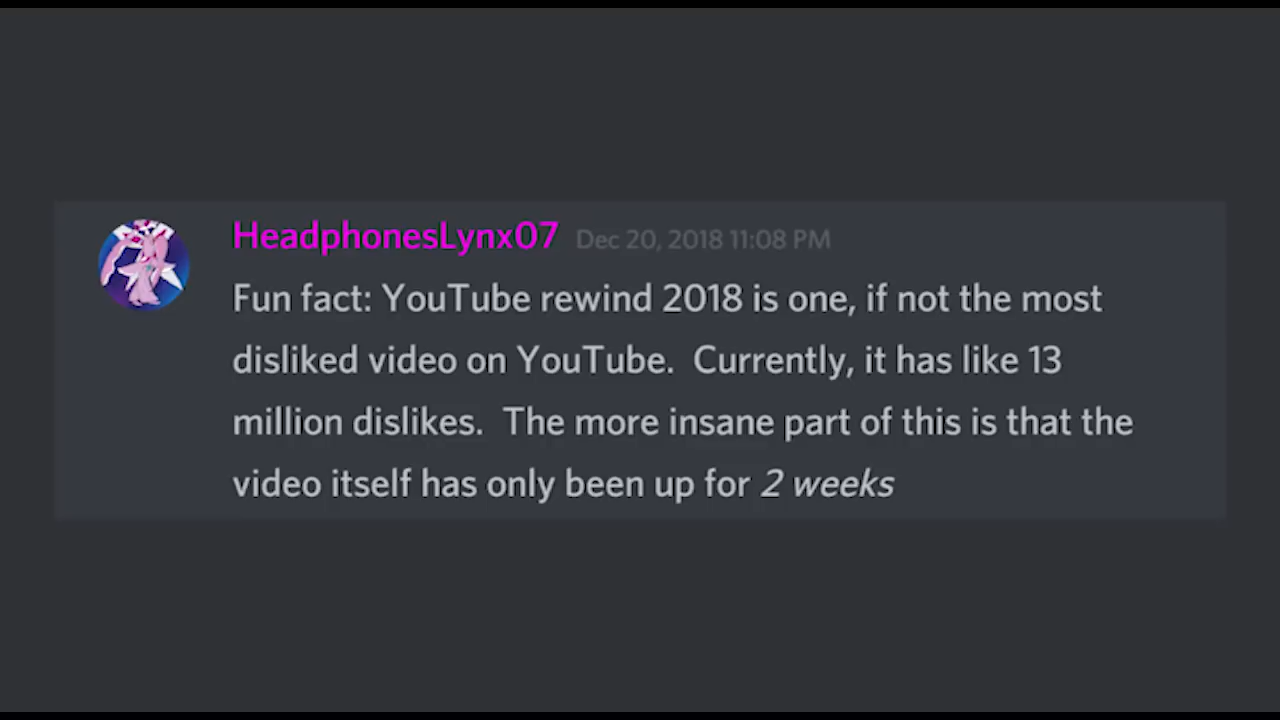 HeadphonesLynx07 Dec 20, 2018 11:08 PM
Fun fact: YouTube rewind 2018 is one, if not the most
disliked video on YouTube.  Currently, it has like 13
million dislikes.  The more insane part of this is that the
video itself has only been up for 2 weeks